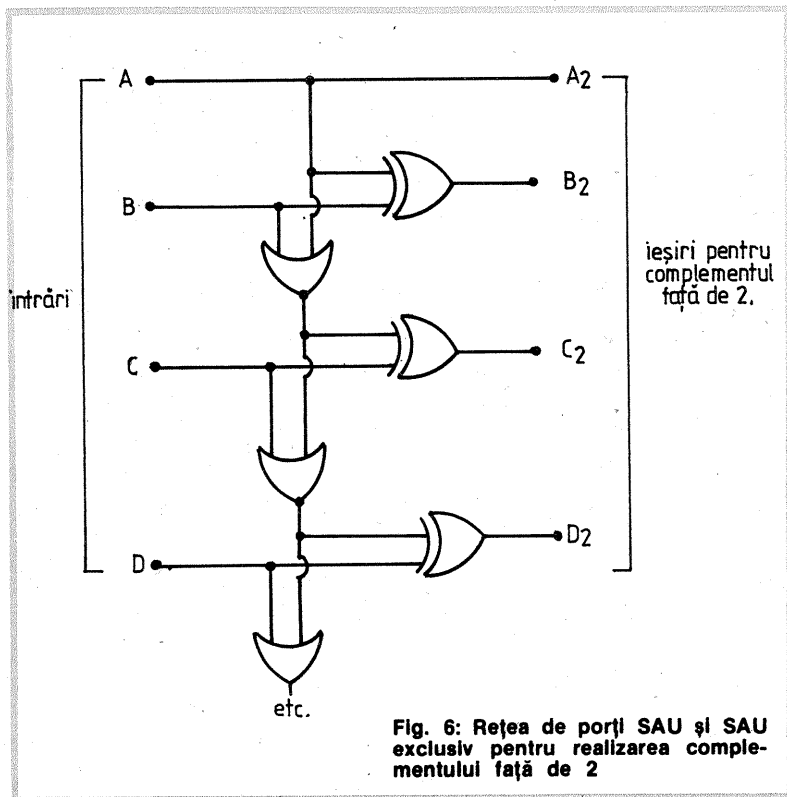 A
A2
B
B2
intrări
ieșiri pentru
complementul
față de 2.
C
C2
D
D2
etc.
Fig. 6: Rețea de porți SAU și SAU
exclusiv pentru realizarea comple-
mentului față de 2